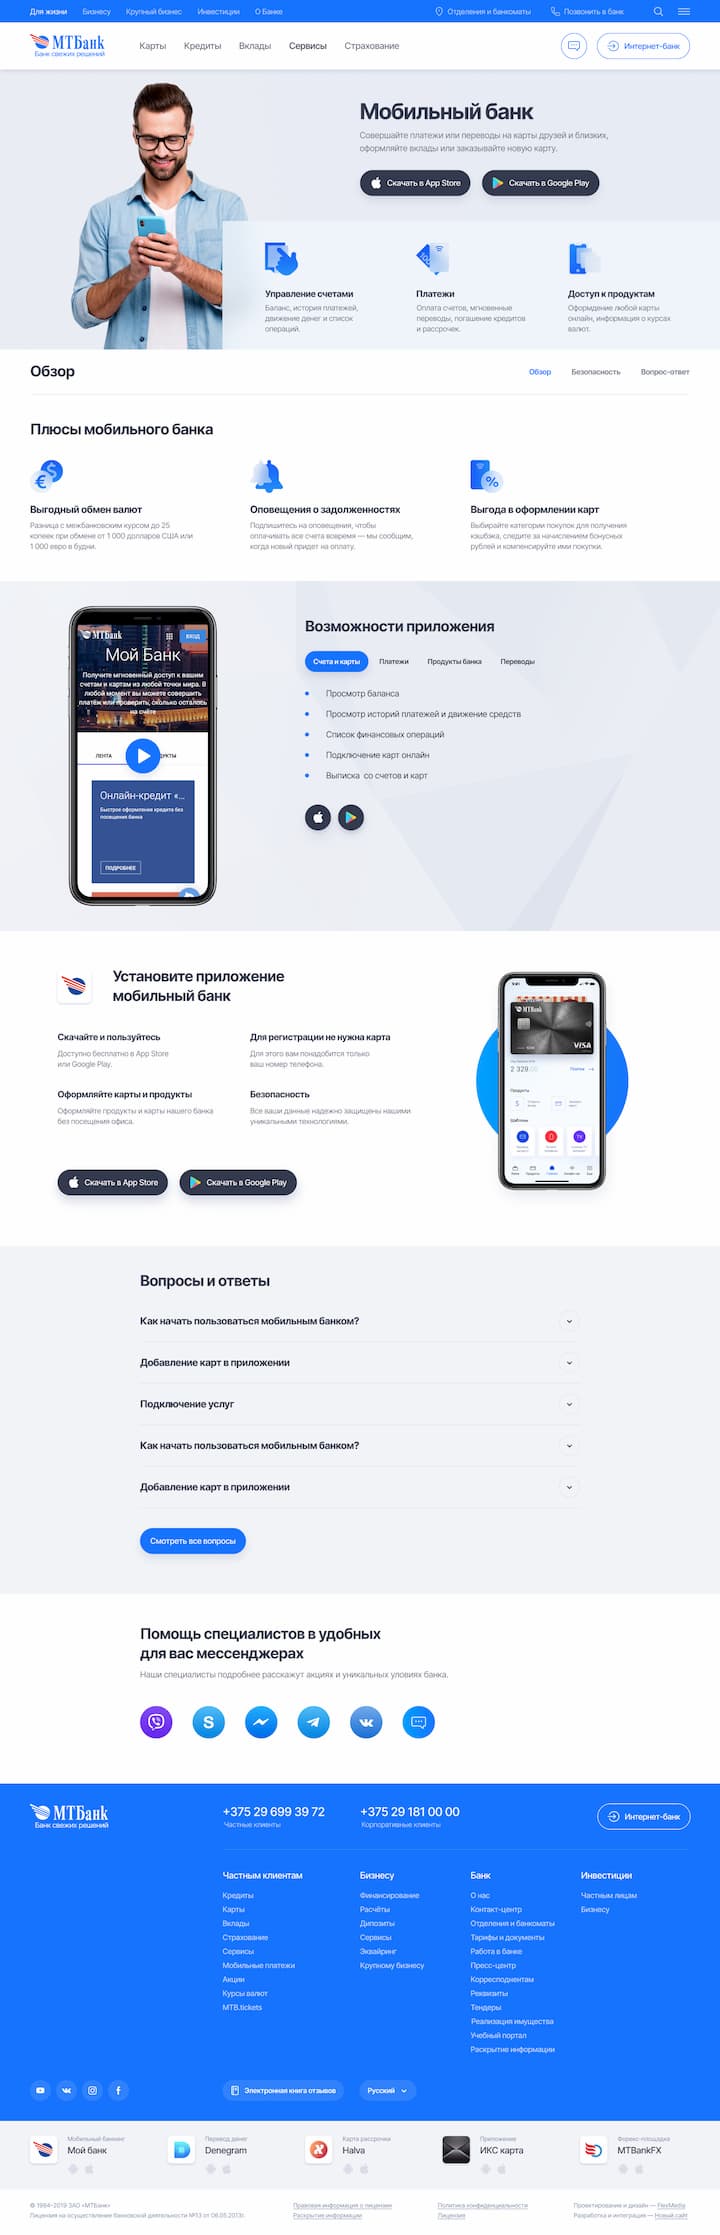 Для жизни Бизнесу Крупный бизнес Инвестиции О Банке Отделения и банкоматы Позвонить в банк
МТБанк
Банк свежих решений
Карты Кредиты Вклады Сервисы Страхование Интернет-банк
Мобильный банк
Совершайте платежи или переводы на карты друзей и близких,
оформляйте вклады или заказывайте новую карту.
Скачать в App Store Скачать в Google Play
Управление счетами
Баланс, история платежей,
движение денег и список
операций.
Платежи
Оплата счетов, мгновенные
переводы, погашение кредитов
и рассрочек.
Доступ к продуктам
Оформдение любой карты
онлайн, информация о курсах
валют.
Обзор
Обзор Безопасность Вопрос-ответ
Плюсы мобильного банка
Выгодный обмен валют
Разница с межбанковским курсом до 25
копеек при обмене от 1 000 долларов США или
1 000 евро в будни.
Оповещения о задолженностях
Подпишитесь на оповещения, чтобы
оплачивать все счета вовремя — мы сообщим,
когда новый придет на оплату.
Выгода в оформлении карт
Выбирайте категории покупок для получения
кэшбэка, следите за начислением бонусных
рублей и компенсируйте ими покупки.
МТБанк ВХОД
Мой Банк
Получите мгновенный доступ к вашим
счетам и картам из любой точки мира. В
любой момент вы можете совершить
платёж или проверить, сколько осталось
на счёте
ЛЕНТА
Онлайн-кредит «...
Быстрое оформление кредита без
посещения банка
ПОДРОБНЕЕ
Возможности приложения
Счета и карты Платежи Продукты банка Переводы
Просмотр баланса
Просмотр историй платежей и движение средств
Список финансовых операций
Подключение карт онлайн
Выписка со счетов и карт
Установите приложение
мобильный банк
Скачайте и пользуйтесь
Доступно бесплатно в App Store
или Google Play.
Для регистрации не нужна карта
Для этого вам понадобится только
ваш номер телефона.
Оформляйте карты и продукты
Оформляйте продукты и карты нашего банка
без посещения офиса.
Безопасность
Все ваши данные надежно защищены нашими
уникальными технологиями.
Скачать в App Store Скачать в Google Play
МТБанк
VISA
2 329
Продукты
Шаблоны
Вопросы и ответы
Как начать пользоваться мобильным банком?
Добавление карт в приложении
Подключение услуг
Как начать пользоваться мобильным банком?
Добавление карт в приложении
Смотреть все вопросы
Помощь специалистов в удобных
для вас мессенджерах
Наши специалисты подробнее расскажут акциях и уникальных уловиях банка.
МТБанк
Банк свежих решений
+375 29 699 39 72
Частные клиенты
+375 29 181 00 00
Корпоративные клиенты
Интернет-банк
Частным клиентам
Кредиты
Карты
Вклады
Страхование
Сервисы
Мобильные платежи
Акции
Курсы валют
MTB.tickets
Бизнесу
Финансирование
Расчёты
Дипозиты
Сервисы
Эквайринг
Крупному бизнесу
Банк
О нас
Контакт-центр
Отделения и банкоматы
Тарифы и документы
Работа в банке
Пресс-центр
Корресподнентам
Реквизиты
Тендеры
Реализация имущества
Учебный портал
Раскрытие информации
Инвестиции
Частным лицам
Бизнесу
Электронная книга отзывов Русский
Мобильный банкинг
Мой банк
Перевод денег
Denegram
Карта рассрочки
Halva
Приложение
ИКС карта
Форекс-площадка
MTBankFX
© 1994-2019 ЗАО «МТБанк»
Лицензия на осуществление банковской деятельности №13 от 06.05.2013г.
Правовая информация о лицензии
Раскрытие информации
Политика конфиденциальности
Лицензия
Проектирование и дизайн — FlexMedia
Разработка и интеграция — Новый сайт